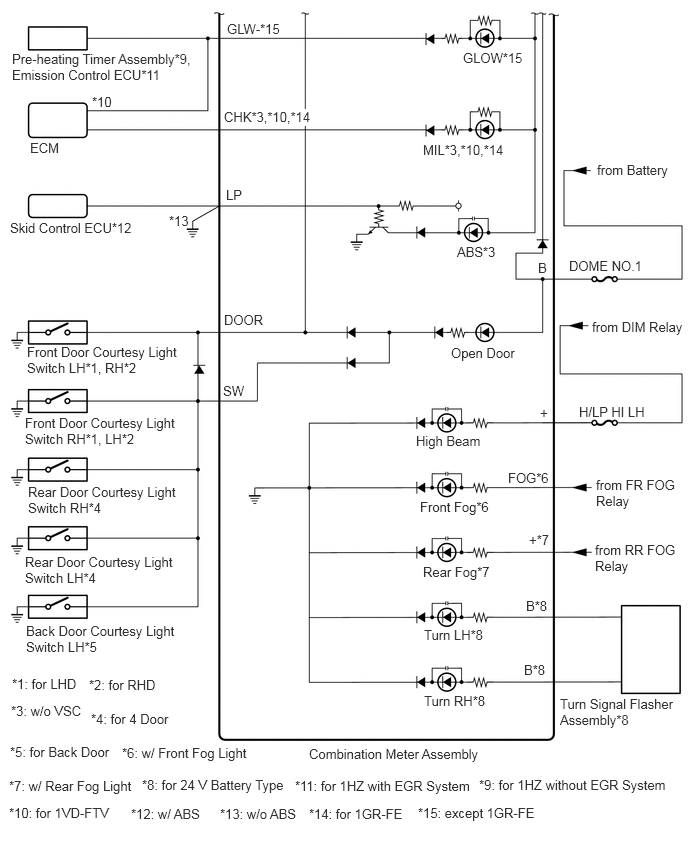 GLW-*15
Pre-heating Timer Assembly*9,
Emission Control ECU*11
GLOW*15
*10
CHK*3,*10,*14
ECM
MIL*3,*10,*14
from Battery
LP
*13
Skid Control ECU*12
ABS*3
B
DOME NO.1
DOOR
from DIM Relay
Front Door Courtesy Light
Switch LH*1, RH*2
Open Door
SW
Front Door Courtesy Light
Switch RH*1, LH*2
+
H/LP HI LH
High Beam
Rear Door Courtesy Light
Switch RH*4
FOG*6
from FR FOG
Relay
Front Fog*6
+*7
from RR FOG
Relay
Rear Door Courtesy Light
Switch LH*4
Rear Fog*7
B*8
Back Door Courtesy Light
Switch LH*5
Turn LH*8
B*8
Turn RH*8
Turn Signal Flasher
Assembly*8
*1: for LHD *2: for RHD
*3: w/o VSC *4: for 4 Door
*5: for Back Door *6: w/ Front Fog Light
Combination Meter Assembly
*7: w/ Rear Fog Light *8: for 24 V Battery Type *11: for 1HZ with EGR System *9: for 1HZ without EGR System
*10: for 1VD-FTV *12: w/ ABS *13: w/o ABS *14: for 1GR-FE *15: except 1GR-FE